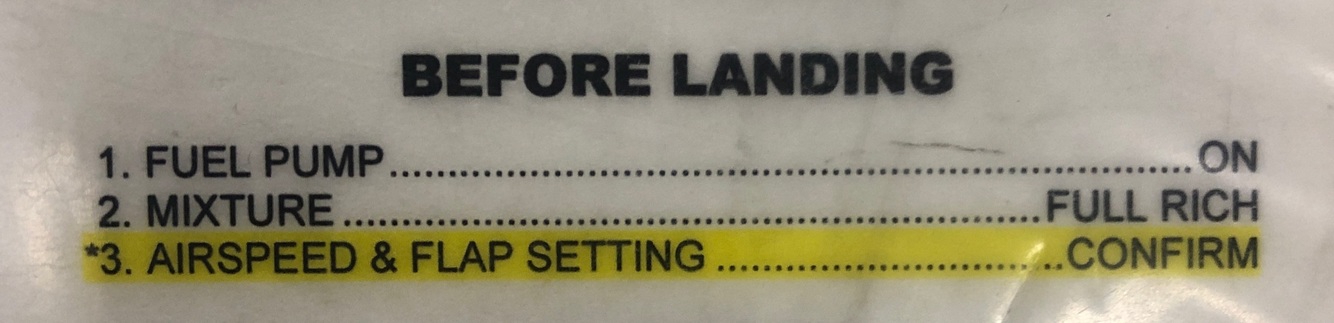 BEFORE LANDING
1. FUEL PUMP....................................................................ON
2. MIXTURE............................................................FULL RICH
*3. AIRSPEED & FLAP SETTING..............................CONFIRM